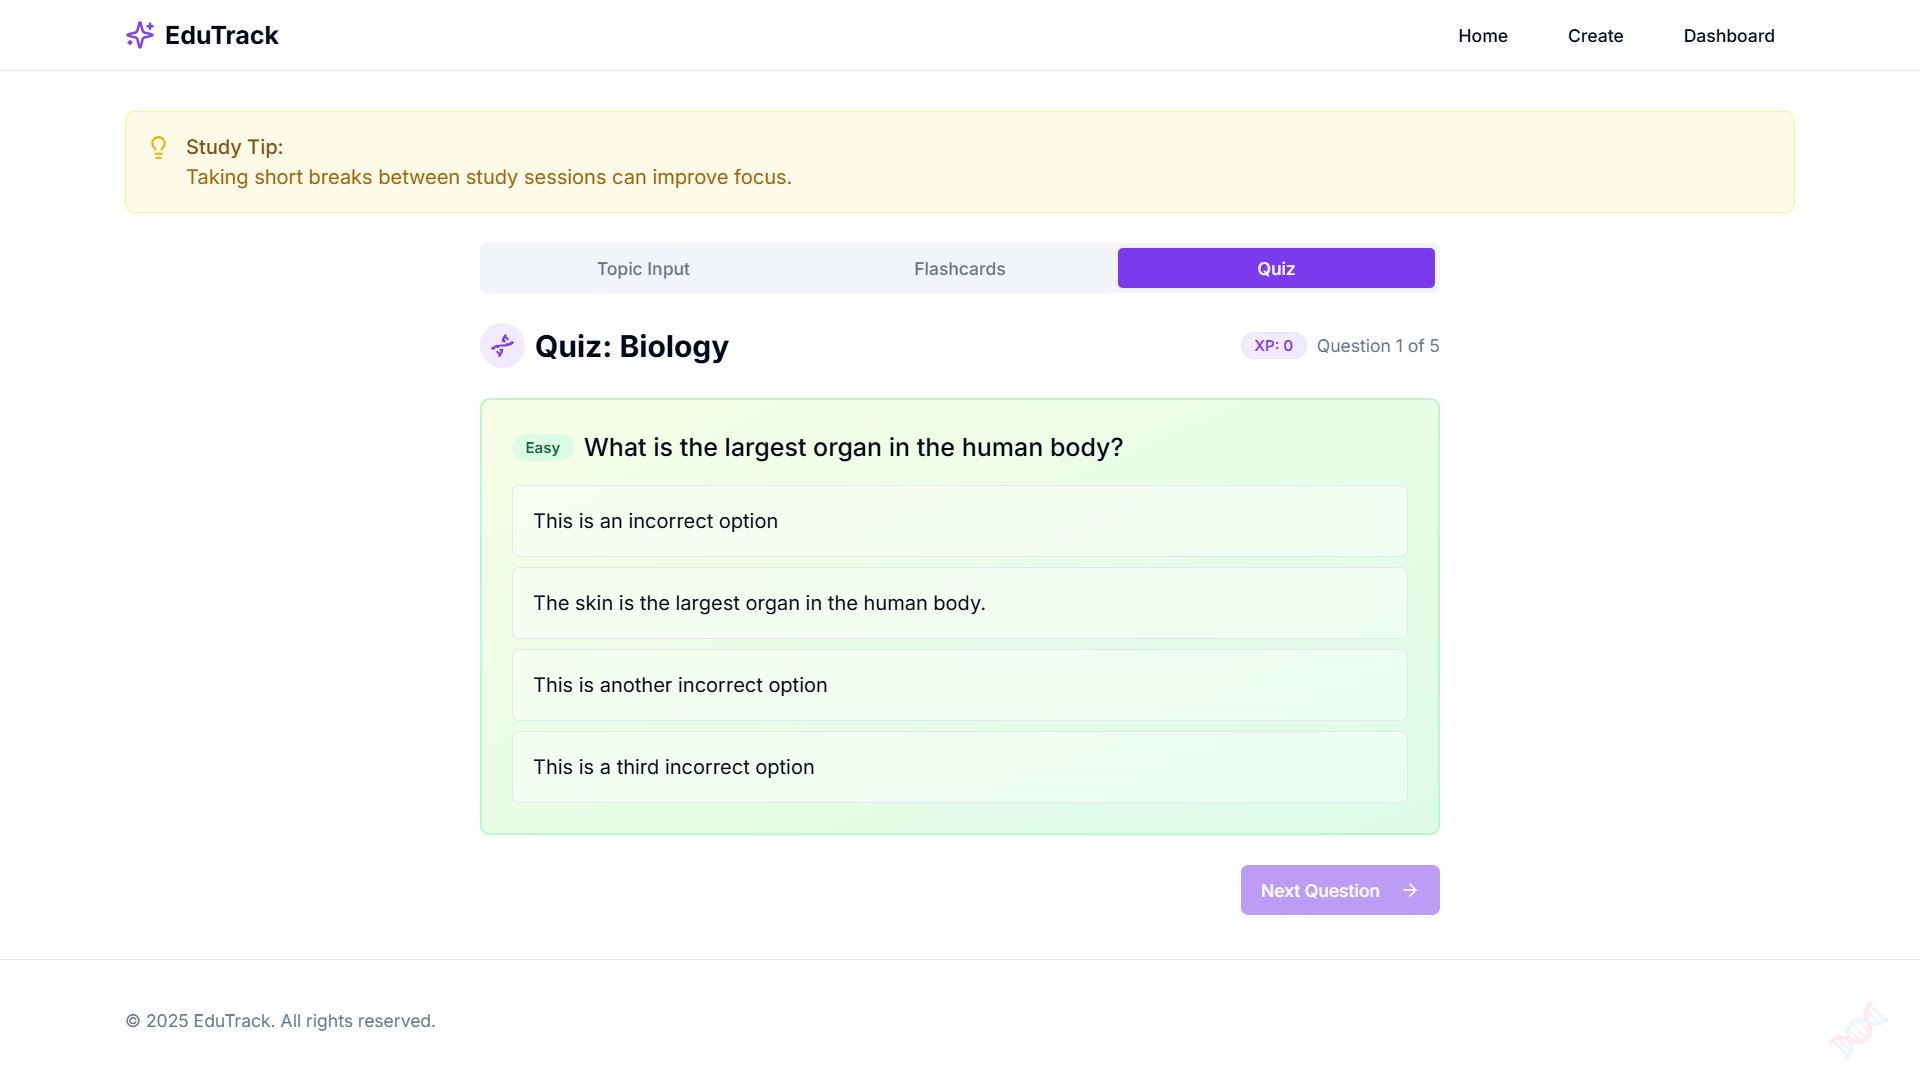 EduTrack
Home
Create
Dashboard
Study Tip:
Taking short breaks between study sessions can improve focus.
Topic Input
Flashcards
Quiz
Quiz: Biology
XP: 0
Question 1 of 5
Easy
What is the largest organ in the human body?
This is an incorrect option
The skin is the largest organ in the human body.
This is another incorrect option
This is a third incorrect option
Next Question
© 2025 EduTrack. All rights reserved.